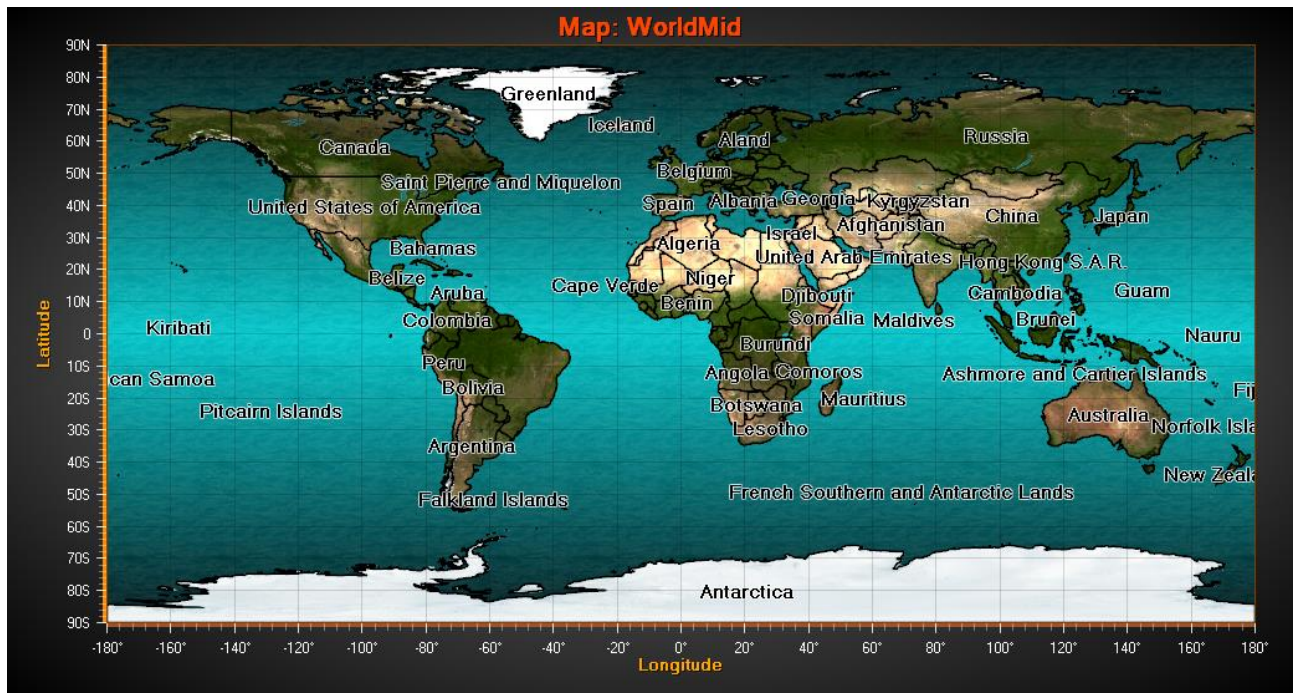 Map: WorldMid
90N
80N
Greenland
70N
Iceland
Aland
Russia
60N
Canada
50N
Belgium
Saint Pierre and Miquelon
40N
United States of America
Spain
Albania
Georgia
Kyrgyzstan
China
Japan
30N
Bahamas
Algeria
Israel
Afghanistan
20N
United Arab Emirates
Hong Kong S.A.R.
Belize
Cape Verde
Niger
10N
Aruba
Benin
Djibouti
Cambodia
Guam
0
Kiribati
Colombia
Somalia
Maldives
Brunei
Nauru
10S
Peru
Burundi
can Samoa
Bolivia
Angola
Comoros
Ashmore and Cartier Islands
20S
Pitcairn Islands
Botswana
Mauritius
Australia
Fij
30S
Lesotho
Norfolk Isla
Argentina
40S
New Zeala
50S
Falkland Islands
French Southern and Antarctic Lands
60S
70S
80S
Antarctica
90S
Latitude
-180° -160° -140° -120° -100° -80° -60° -40° -20° 0° 20° 40° 60° 80° 100° 120° 140° 160° 180°
Longitude